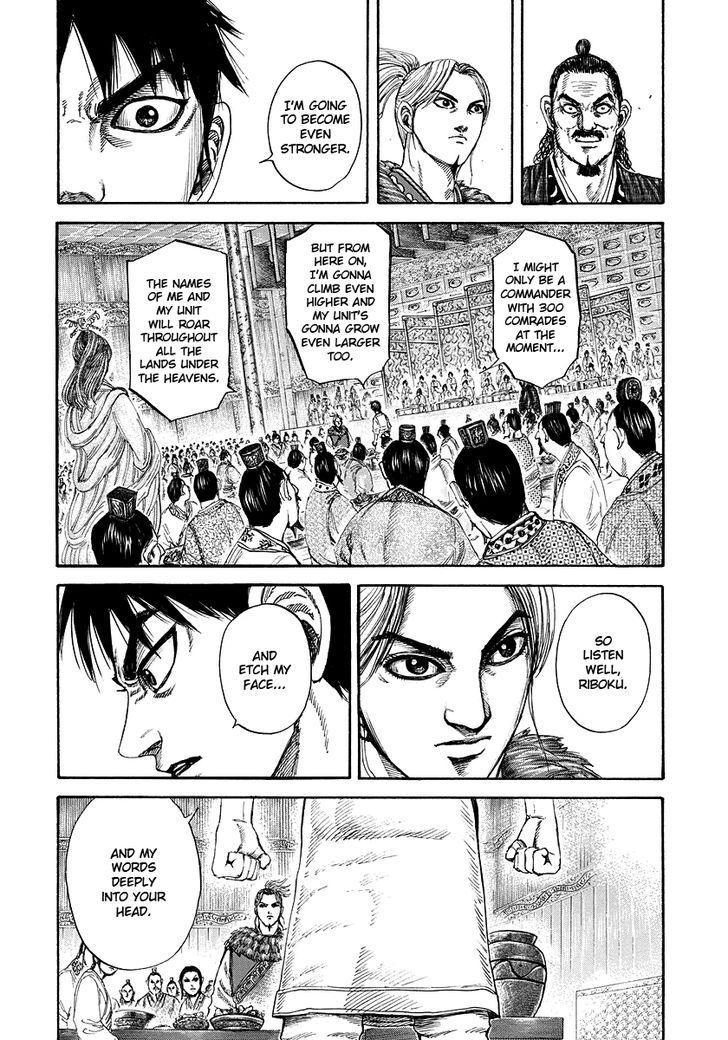 I'M GOING
TO BECOME
EVEN
STRONGER.
I MIGHT
ONLY BE A
COMMANDER
WITH 300
COMRADES
AT THE
MOMENT...
BUT FROM
HERE ON,
I'M GONNA
CLIMB EVEN
HIGHER AND
MY UNIT'S
GONNA GROW
EVEN LARGER
TOO.
THE NAMES
OF ME AND
MY UNIT
WILL ROAR
THROUGHOUT
ALL THE
LANDS UNDER
THE HEAVENS.
SO
LISTEN
WELL,
RIBOKU.
AND
ETCH MY
FACE...
AND MY
WORDS
DEEPLY
INTO YOUR
HEAD.